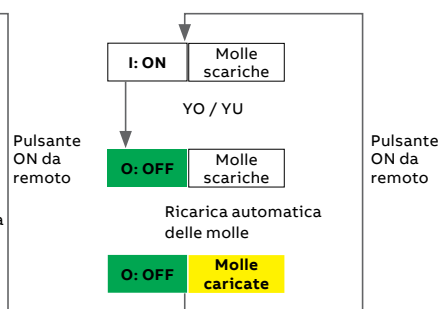 I: ON
Molle
scariche
YO / YU
Pulsante
ON da
remoto
Pulsante
ON da
remoto
O: OFF
Molle
scariche
Ricarica automatica
delle molle
a
O: OFF
Molle
caricate